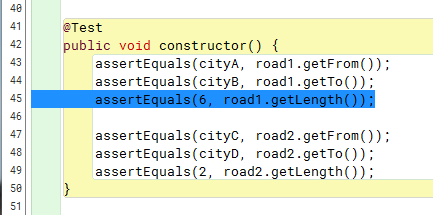 40
41 @Test
42 public void constructor() {
43 assertEquals(cityA, road1.getFrom());
44 assertEquals(cityB, road1.getTo());
45 assertEquals(6, road1.getLength());
46
47 assertEquals(cityC, road2.getFrom());
48 assertEquals(cityD, road2.getTo());
49 assertEquals(2, road2.getLength());
50 }
51